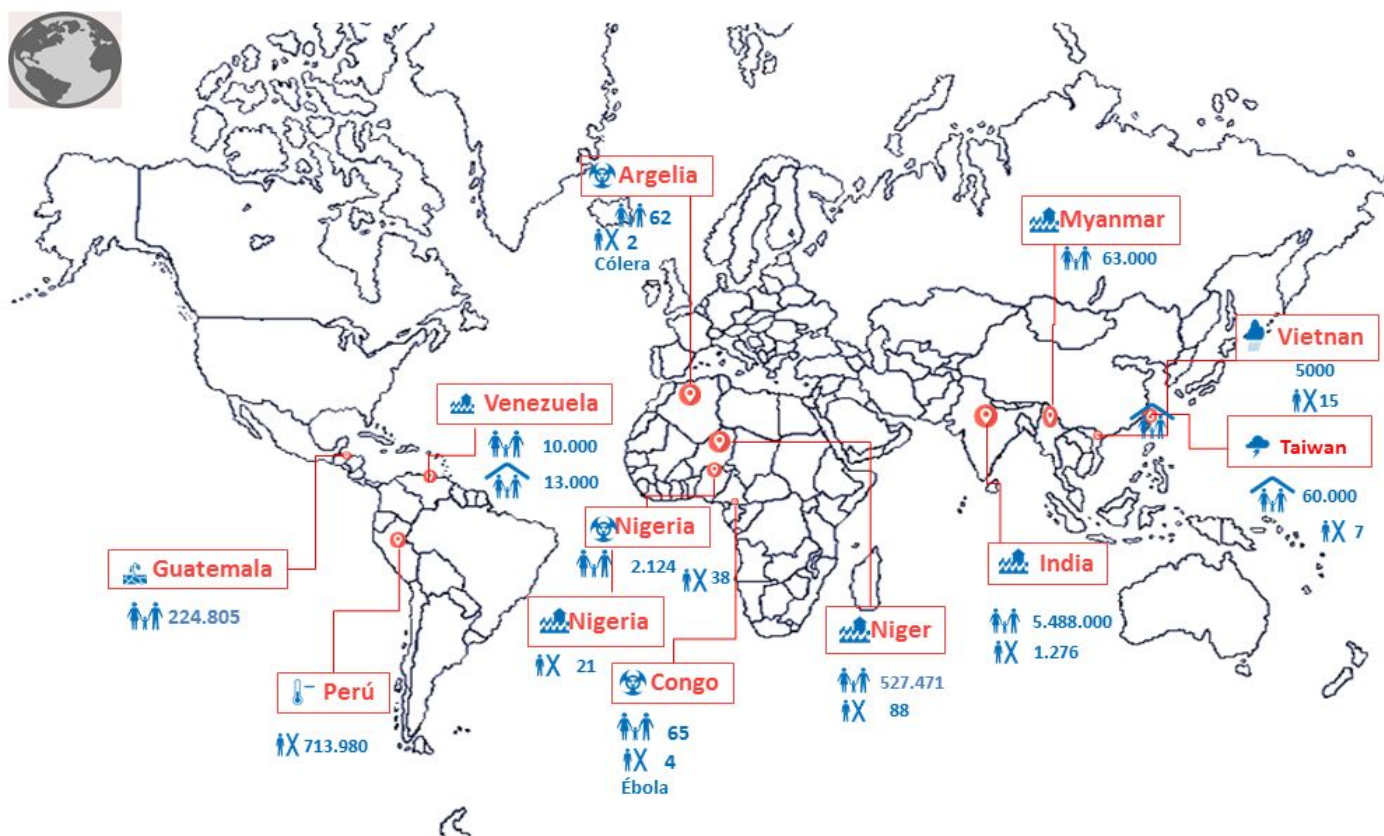 Argelia
62
2
Cólera
Myanmar
63.000
Vietnan
5000
15
Taiwan
60.000
7
Venezuela
10.000
13.000
Nigeria
2.124
38
Guatemala
224.805
Nigeria
21
Perú
713.980
Congo
65
4
Ébola
Niger
527.471
88
India
5.488.000
1.276